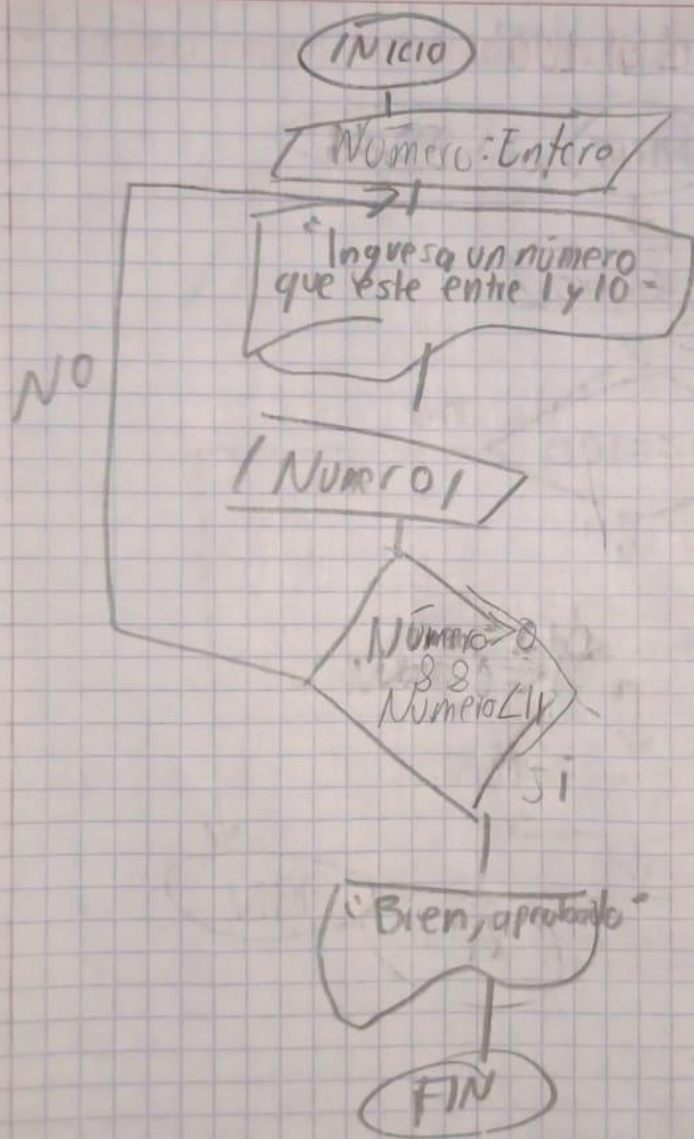 INICIO
Número: Entero
"Ingresa un número
que este entre 1 y 10"
NO
Numero
Número>0
&&
Numero<11
SI
"Bien, aprobado"
FIN